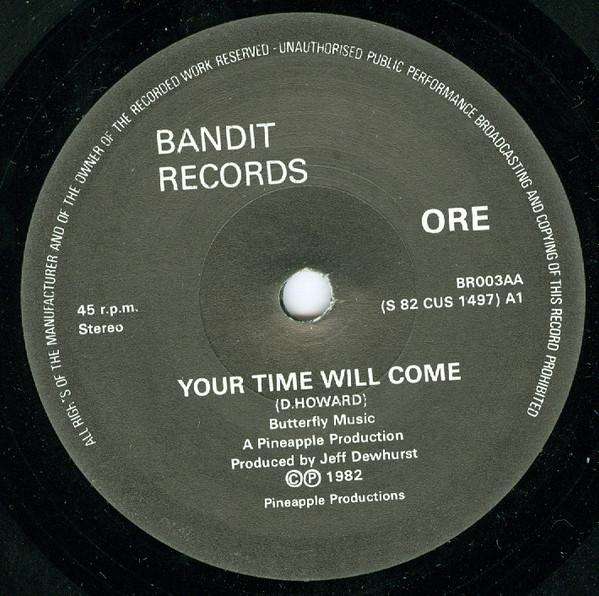 ALL RIGHTS OF THE MANUFACTURER AND OF THE OWNER OF THE RECORDED WORK RESERVED - UNAUTHORISED PUBLIC PERFORMANCE BROADCASTING AND COPYING OF THIS RECORD PROHIBITED
BANDIT
RECORDS
ORE
BR003AA
(S 82 CUS 1497) A1
45 r.p.m.
Stereo
YOUR TIME WILL COME
(D.HOWARD}
Butterfly Music
A Pineapple Production
Produced by Jeff Dewhurst
©℗ 1982
Pineapple Productions